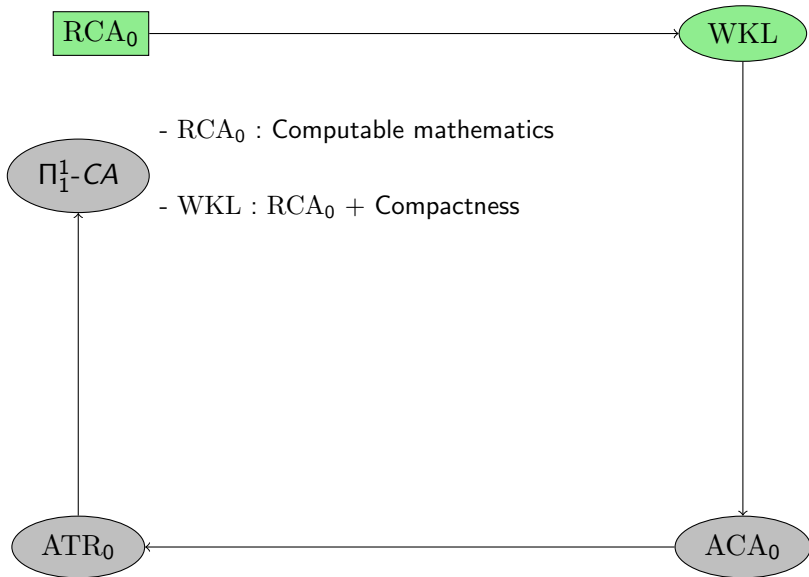 RCA₀
WKL
- RCA₀ : Computable mathematics
Π¹₁-CA
- WKL : RCA₀ + Compactness
ATR₀
ACA₀